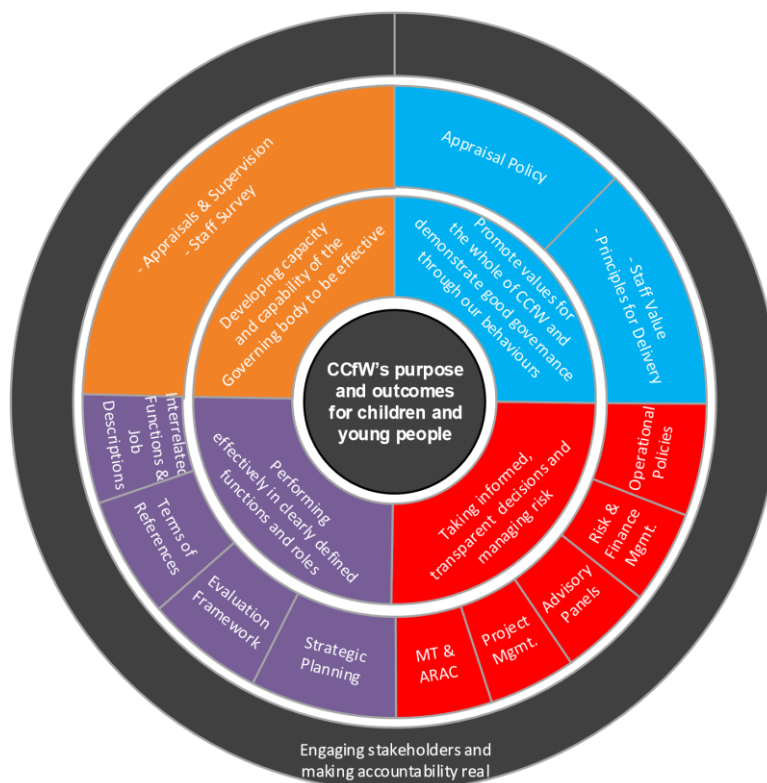 Appraisal Policy
- Staff Value
- Principles for Delivery
- Appraisals & Supervision
- Staff Survey
Promote values for
the whole of CCfW and
demonstrate good governance
through our behaviours
Developing capacity
and capability of the
Governing body to be effective
CCfW's purpose
and outcomes
for children and
young people
Performing
effectively in clearly defined
functions and roles
Taking informed,
transparent decisions and
managing risk
Interrelated
Functions &
Job
Descriptions
Terms of
References
Evaluation
Framework
Strategic
Planning
MT &
ARAC
Project
Mgmt.
Advisory
Panels
Risk &
Finance
Mgmt.
Operational
Policies
Engaging stakeholders and
making accountability real